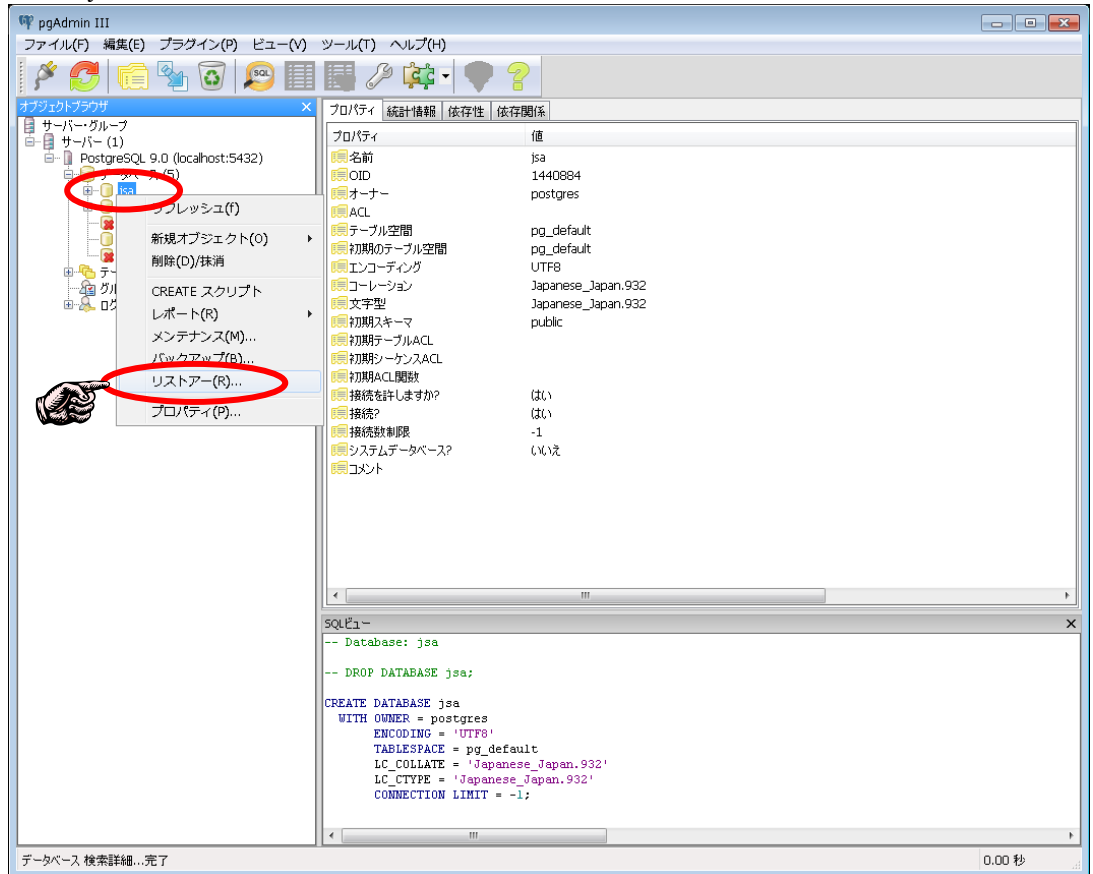 pgAdmin III
ファイル(F) 編集(E) プラグイン(P) ビュー(V) ツール(T) ヘルプ(H)
SQL
オブジェクトブラウザ
サーバー・グループ
サーバー (1)
PostgreSQL 9.0 (localhost:5432)
(5)
jsa
リフレッシュ(f)
新規オブジェクト(O)
削除(D)/抹消
CREATE スクリプト
レポート(R)
メンテナンス(M)...
バックアップ(B)...
リストアー(R)...
プロパティ(P)...
テー
グル
ログ
プロパティ 統計情報 依存性 依存関係
プロパティ 値
名前 jsa
OID 1440884
オーナー postgres
ACL
テーブル空間 pg_default
初期のテーブル空間 pg_default
エンコーディング UTF8
コーレーション Japanese_Japan.932
文字型 Japanese_Japan.932
初期スキーマ public
初期テーブルACL
初期シーケンスACL
初期ACL関数
接続を許しますか? はい
接続? はい
接続数制限 -1
システムデータベース? いいえ
コメント
SQLビュー
-- Database: jsa
-- DROP DATABASE jsa;
CREATE DATABASE jsa
WITH OWNER = postgres
ENCODING = 'UTF8'
TABLESPACE = pg_default
LC_COLLATE = 'Japanese_Japan.932'
LC_CTYPE = 'Japanese_Japan.932'
CONNECTION LIMIT = -1;
データベース 検索詳細...完了
0.00 秒